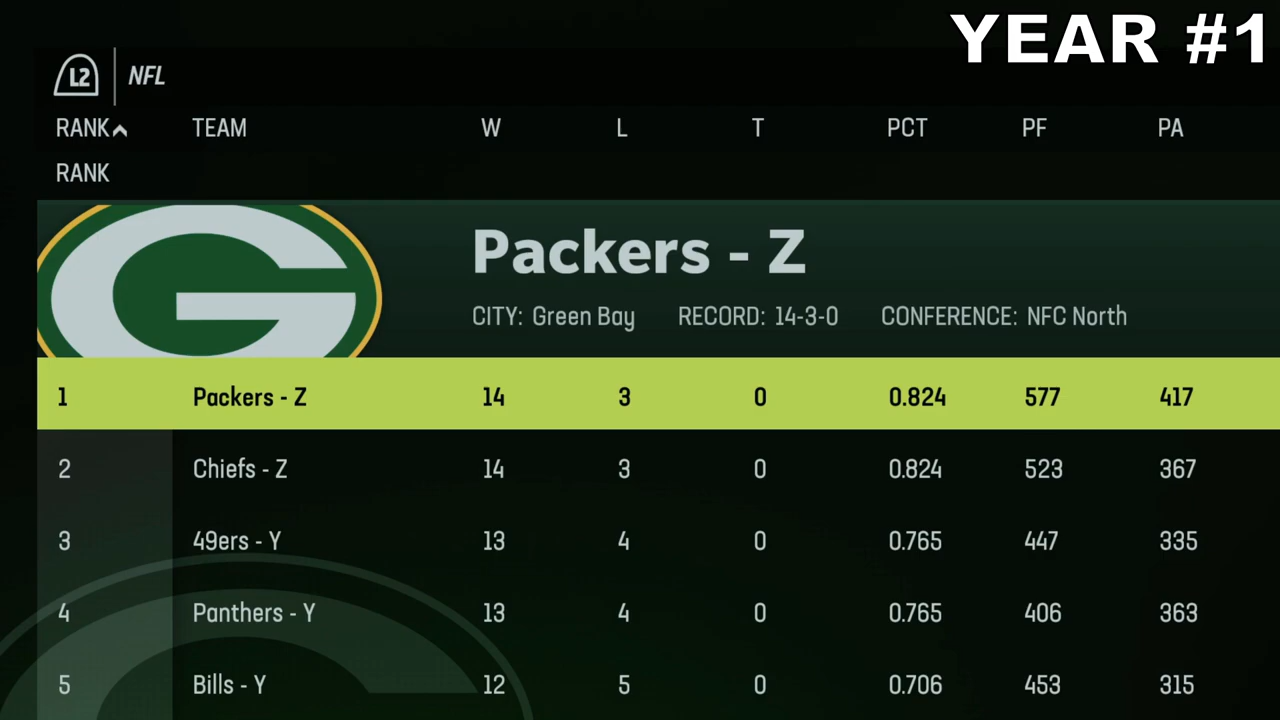 YEAR #1
L2 NFL
RANK TEAM W L T PCT PF PA
RANK
Packers - Z
CITY: Green Bay RECORD: 14-3-0 CONFERENCE: NFC North
1 Packers - Z 14 3 0 0.824 577 417
2 Chiefs - Z 14 3 0 0.824 523 367
3 49ers - Y 13 4 0 0.765 447 335
4 Panthers - Y 13 4 0 0.765 406 363
5 Bills - Y 12 5 0 0.706 453 315